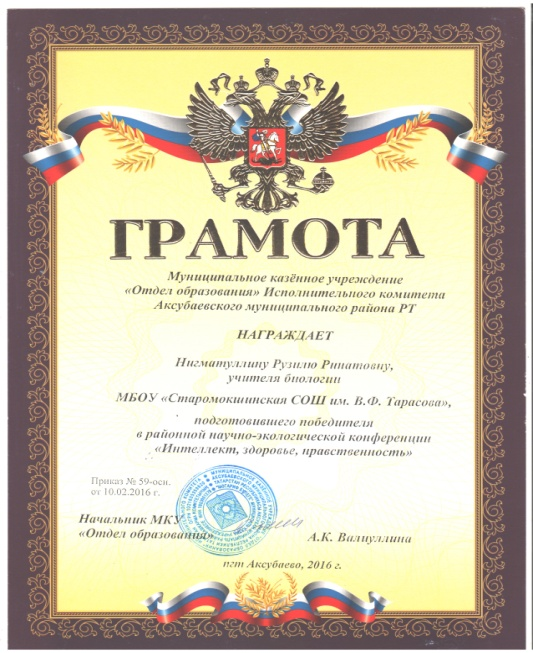 ГРАМОТА
Муниципальное казённое учреждение
«Отдел образования» Исполнительного комитета
Аксубаевского муниципального района РТ
НАГРАЖДАЕТ
Нигматуллину Рузилю Рипатовну,
учителя биологии
МБОУ «Старомокшинская СОШ им. В.Ф. Тарасова»,
подготовившего победителя
в районной научно-экологической конференции
«Интеллект, здоровье, нравственность»
Приказ № 59-осн.
от 10.02.2016 г.
Начальник МКУ
«Отдел образования»
А.К. Валиуллина
пгт Аксубаево, 2016 г.